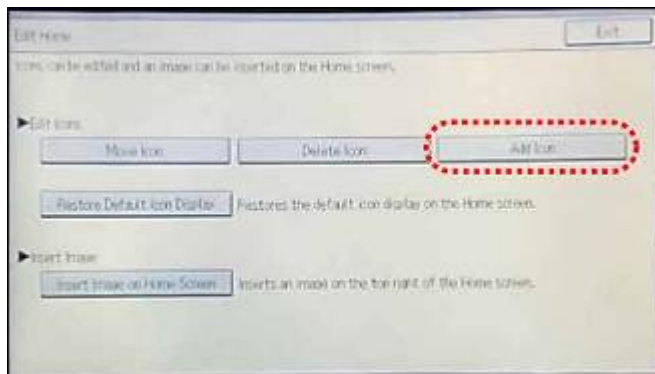 Edit Home
Exit
Icons can be edited and an image can be inserted on the Home screen.
►Edit Icons
Move Icon
Delete Icon
Add Icon
Restore Default Icon Display
Restores the default icon display on the Home screen.
►Insert Image
Insert Image on Home Screen
Inserts an image on the top right of the Home screen.